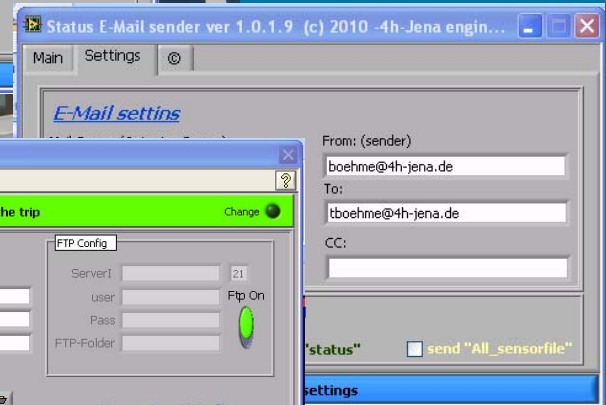 Status E-Mail sender ver 1.0.1.9 (c) 2010 -4h-Jena engin...
Main Settings ©
E-Mail settins
From: (sender)
boehme@4h-jena.de
To:
tboehme@4h-jena.de
CC:
?
he trip Change
FTP Config
ServerI 21
user Ftp On
Pass
FTP-Folder
"status" send "All_sensorfile"
settings